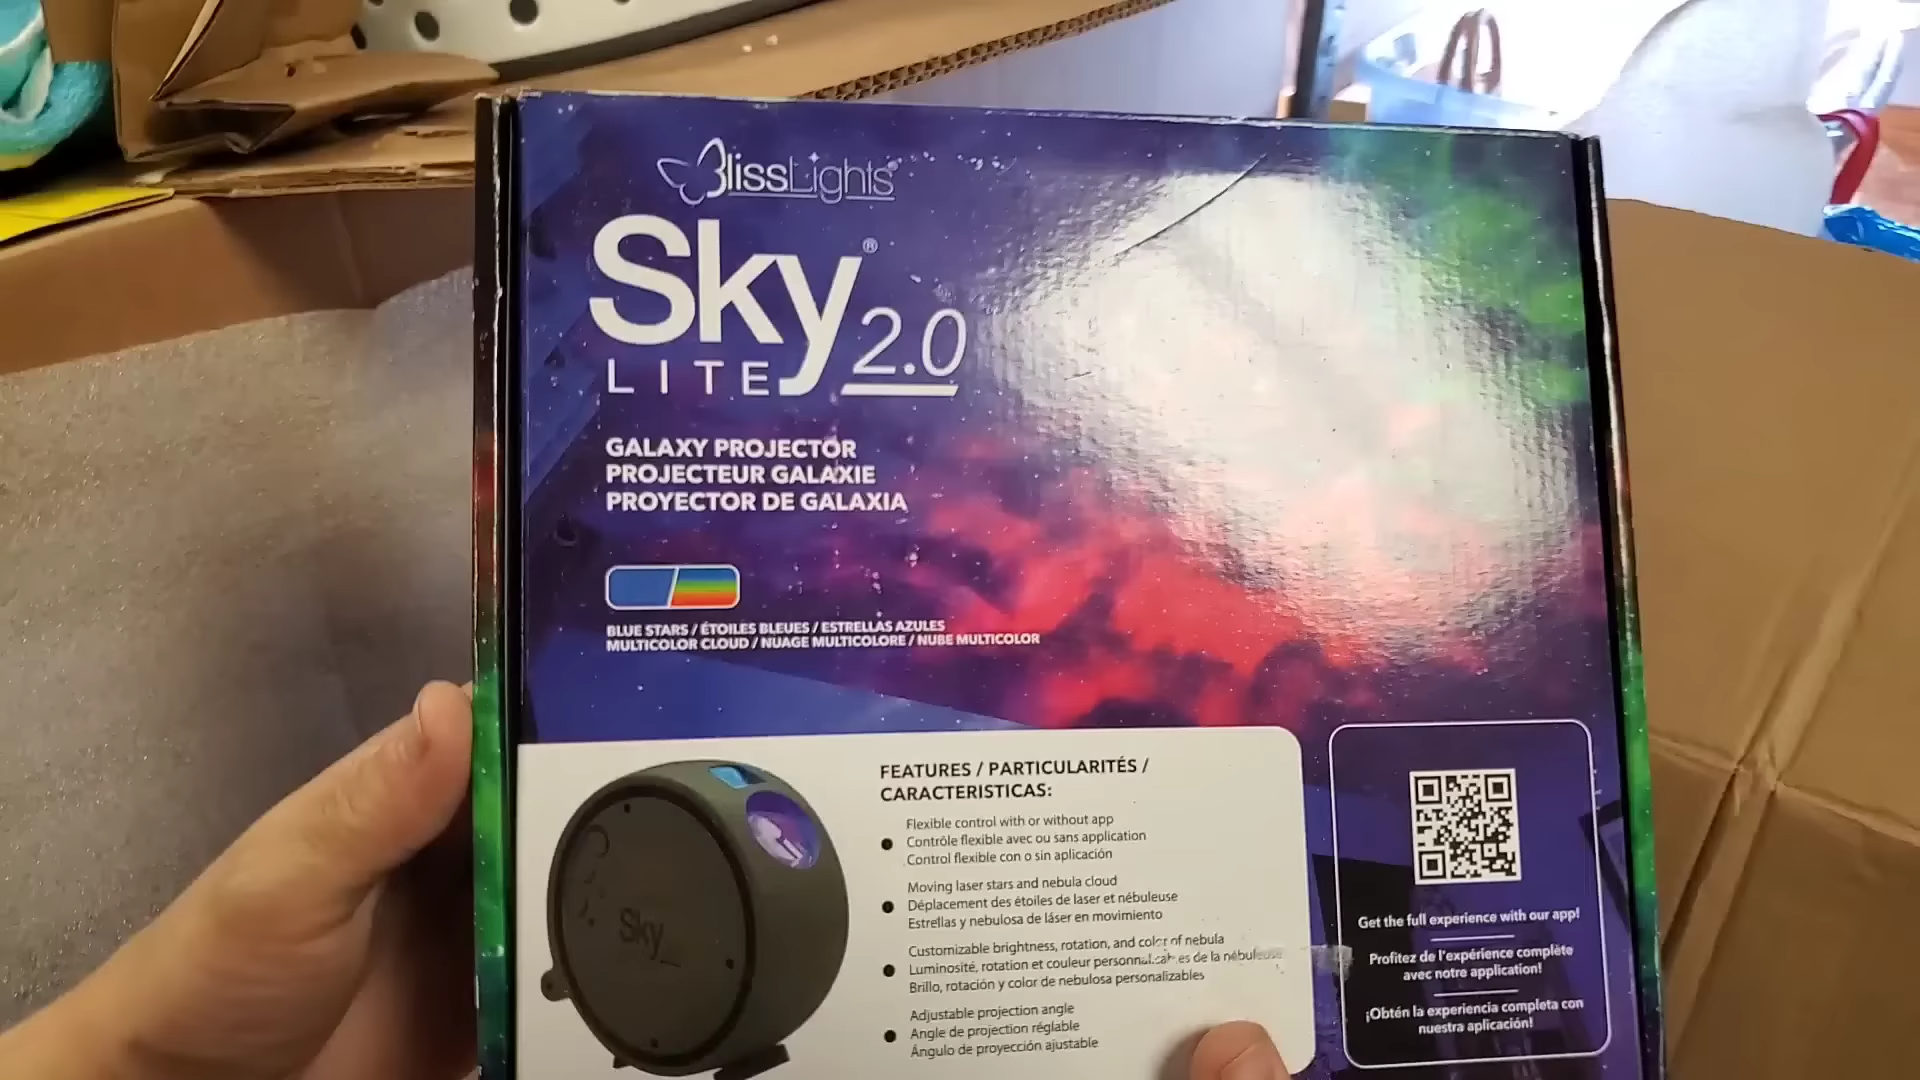 BlissLights
Sky®
LITE 2.0
GALAXY PROJECTOR
PROJECTEUR GALAXIE
PROYECTOR DE GALAXIA
BLUE STARS / ÉTOILES BLEUES / ESTRELLAS AZULES
MULTICOLOR CLOUD / NUAGE MULTICOLORE / NUBE MULTICOLOR
Sky
FEATURES / PARTICULARITÉS /
CARACTERISTICAS:
Flexible control with or without app
Contrôle flexible avec ou sans application
Control flexible con o sin aplicación
Moving laser stars and nebula cloud
Déplacement des étoiles de laser et nébuleuse
Estrellas y nebulosa de láser en movimiento
Customizable brightness, rotation, and color of nebula
Luminosité, rotation et couleur personnalisables de la nébuleuse
Brillo, rotación y color de nebulosa personalizables
Adjustable projection angle
Angle de projection réglable
Ángulo de proyección ajustable
Get the full experience with our app!
Profitez de l'expérience complète
avec notre application!
¡Obtén la experiencia completa con
nuestra aplicación!